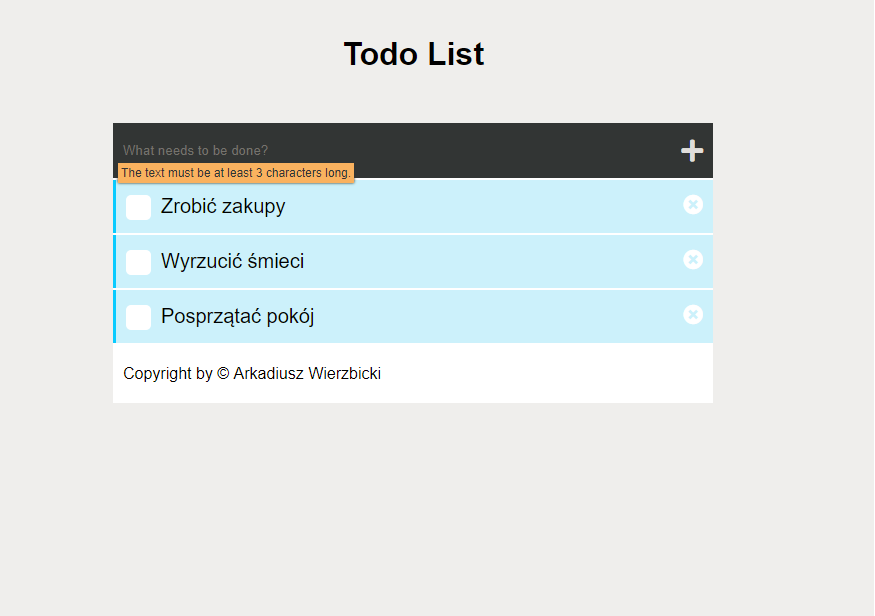 Todo List
What needs to be done?
The text must be at least 3 characters long.
Zrobić zakupy
Wyrzucić śmieci
Posprzątać pokój
Copyright by © Arkadiusz Wierzbicki